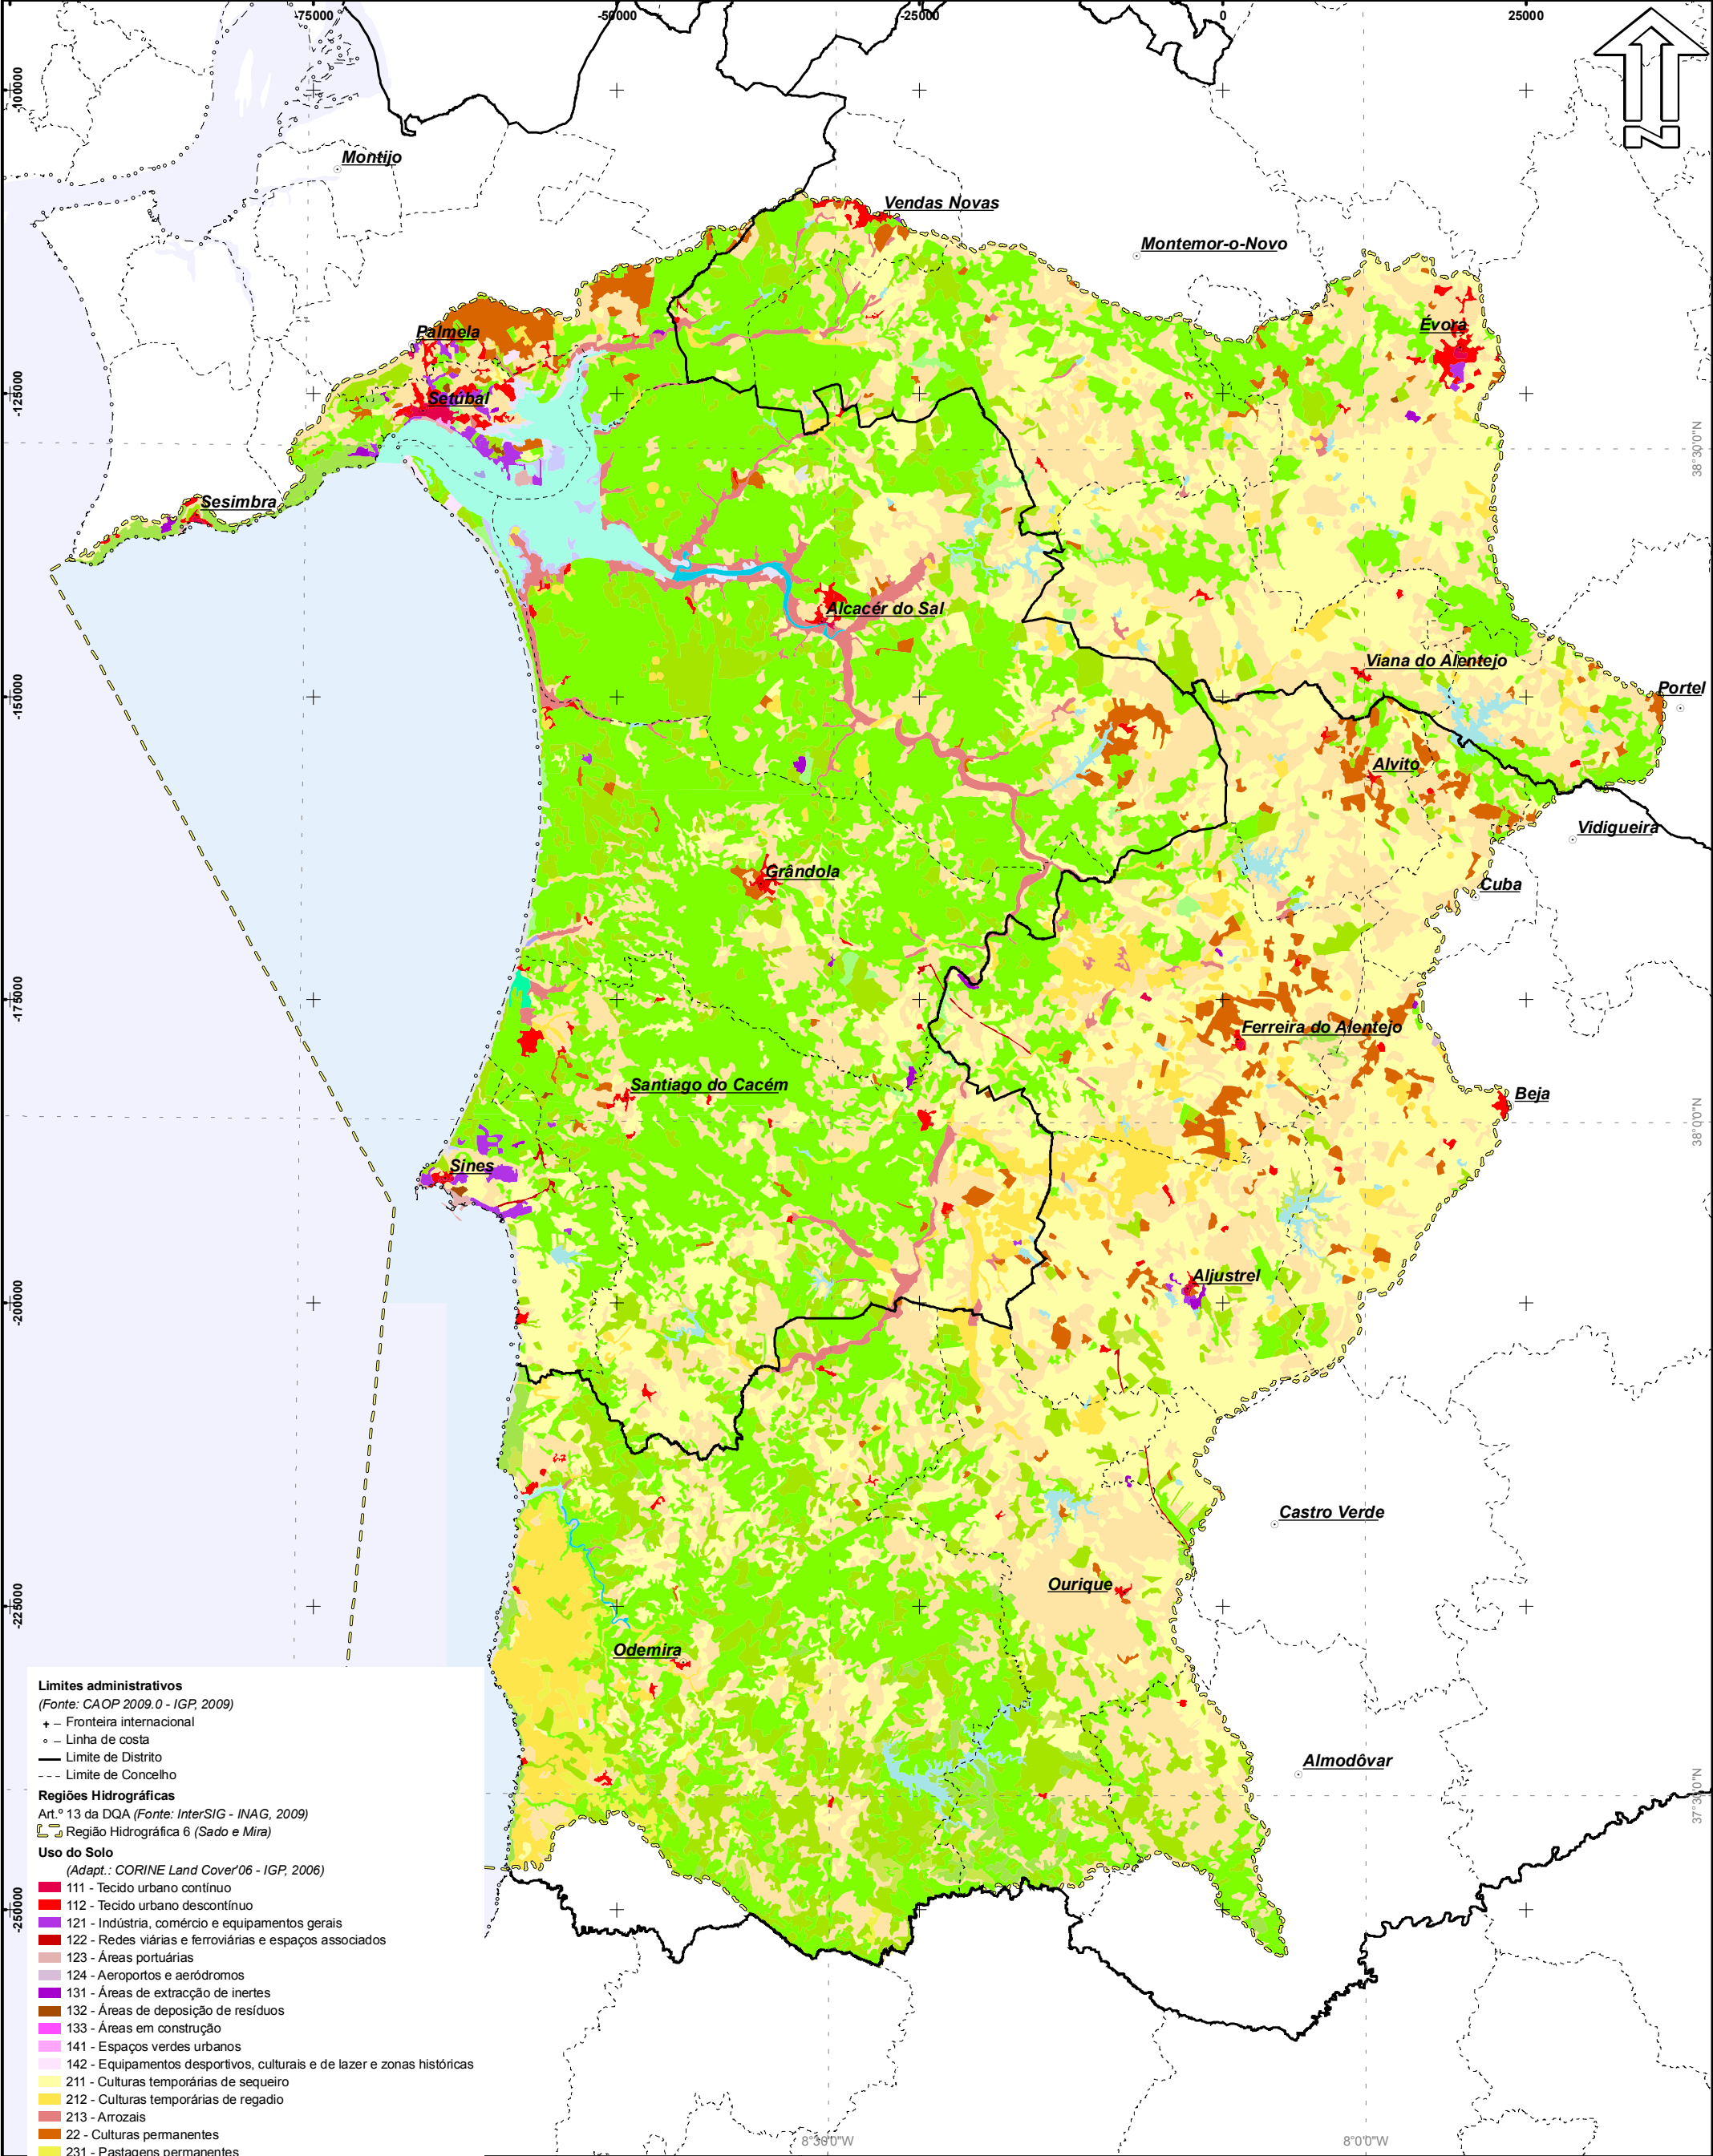 -75000
-50000
-25000
0
25000
-100000
-125000
-150000
-175000
-200000
-225000
-250000
N
Montijo
Vendas Novas
Montemor-o-Novo
Palmela
Évora
Setúbal
38°30'0"N
Sesimbra
Alcacér do Sal
Viana do Alentejo
Portel
Alvito
Vidigueira
Grândola
Cuba
Ferreira do Alentejo
Santiago do Cacém
Beja
38°0'0"N
Sines
Aljustrel
Castro Verde
Ourique
Odemira
Almodôvar
37°30'0"N
Limites administrativos
(Fonte: CAOP 2009.0 - IGP, 2009)
Fronteira internacional
Linha de costa
Limite de Distrito
Limite de Concelho
Regiões Hidrográficas
Art.º 13 da DQA (Fonte: InterSIG - INAG, 2009)
Região Hidrográfica 6 (Sado e Mira)
Uso do Solo
(Adapt.: CORINE Land Cover'06 - IGP, 2006)
111 - Tecido urbano contínuo
112 - Tecido urbano descontínuo
121 - Indústria, comércio e equipamentos gerais
122 - Redes viárias e ferroviárias e espaços associados
123 - Áreas portuárias
124 - Aeroportos e aeródromos
131 - Áreas de extracção de inertes
132 - Áreas de deposição de resíduos
133 - Áreas em construção
141 - Espaços verdes urbanos
142 - Equipamentos desportivos, culturais e de lazer e zonas históricas
211 - Culturas temporárias de sequeiro
212 - Culturas temporárias de regadio
213 - Arrozais
22 - Culturas permanentes
231 - Pastagens permanentes
8°30'0"W
8°0'0"W